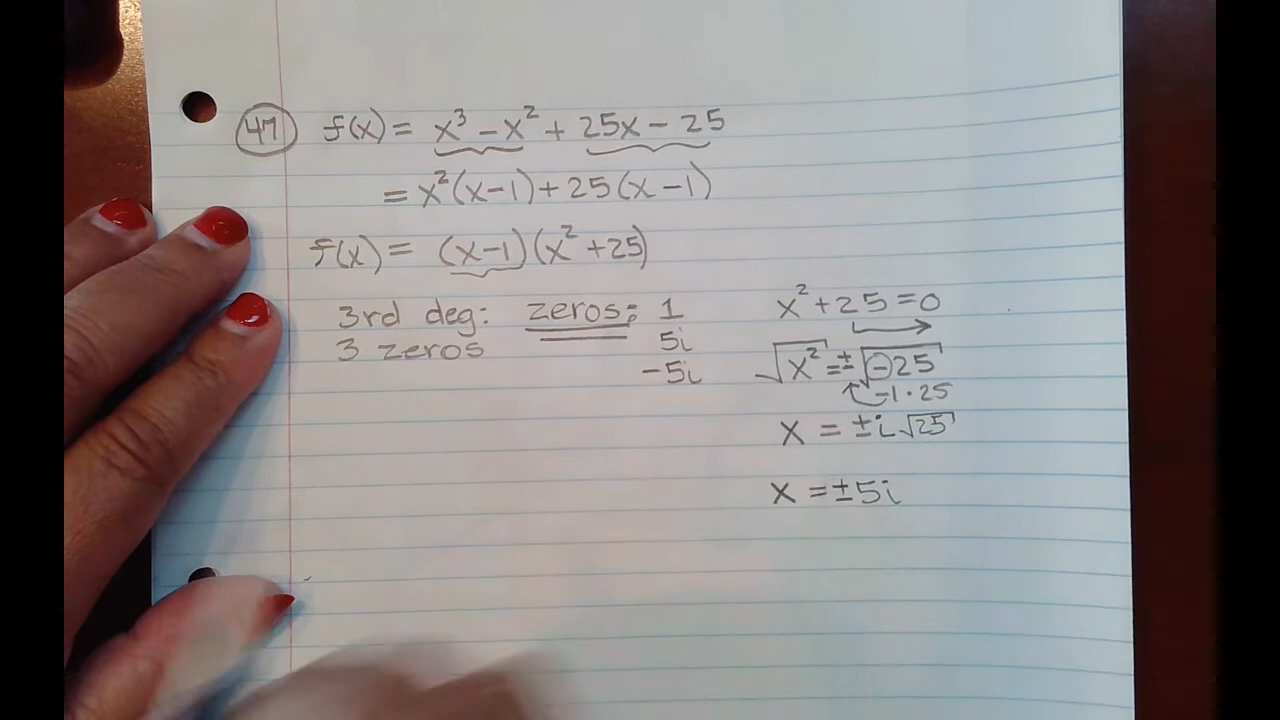 47 f(x) = x³ - x² + 25x - 25
= x²(x-1) + 25(x-1)
f(x) = (x-1)(x²+25)
3rd deg: zeros: 1
3 zeros 5i
-5i
x² + 25 = 0
√x² = ±√-25
-1·25
x = ±i√25
x = ±5i